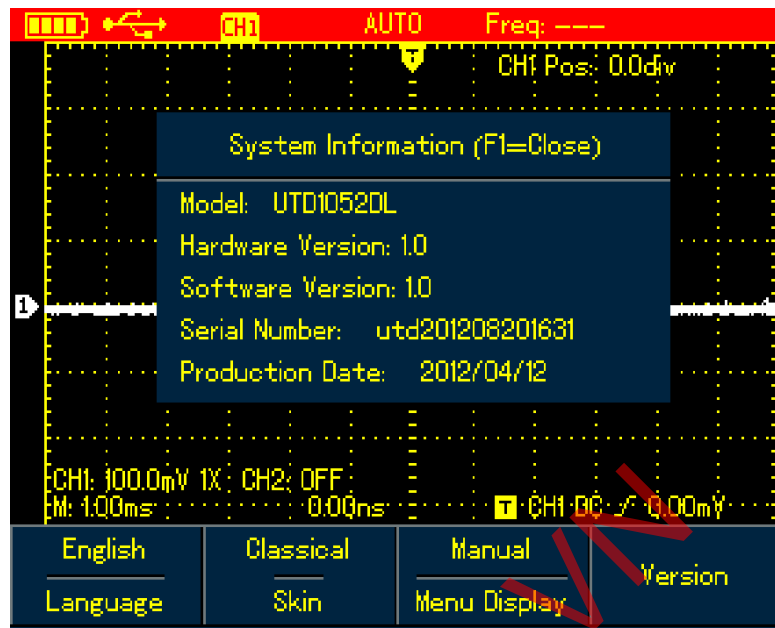 CH1 AUTO Freq: ---
T CH1 Pos: 0.0div
System Information (F1=Close)
Model: UTD1052DL
Hardware Version: 1.0
Software Version: 1.0
1
Serial Number: utd201208201631
Production Date: 2012/04/12
CH1: 100.0mV 1X CH2: OFF
M: 1.00ms 0.00ns T CH1 DC 0.00mV
English Classical Manual
Version
Language Skin Menu Display
VN